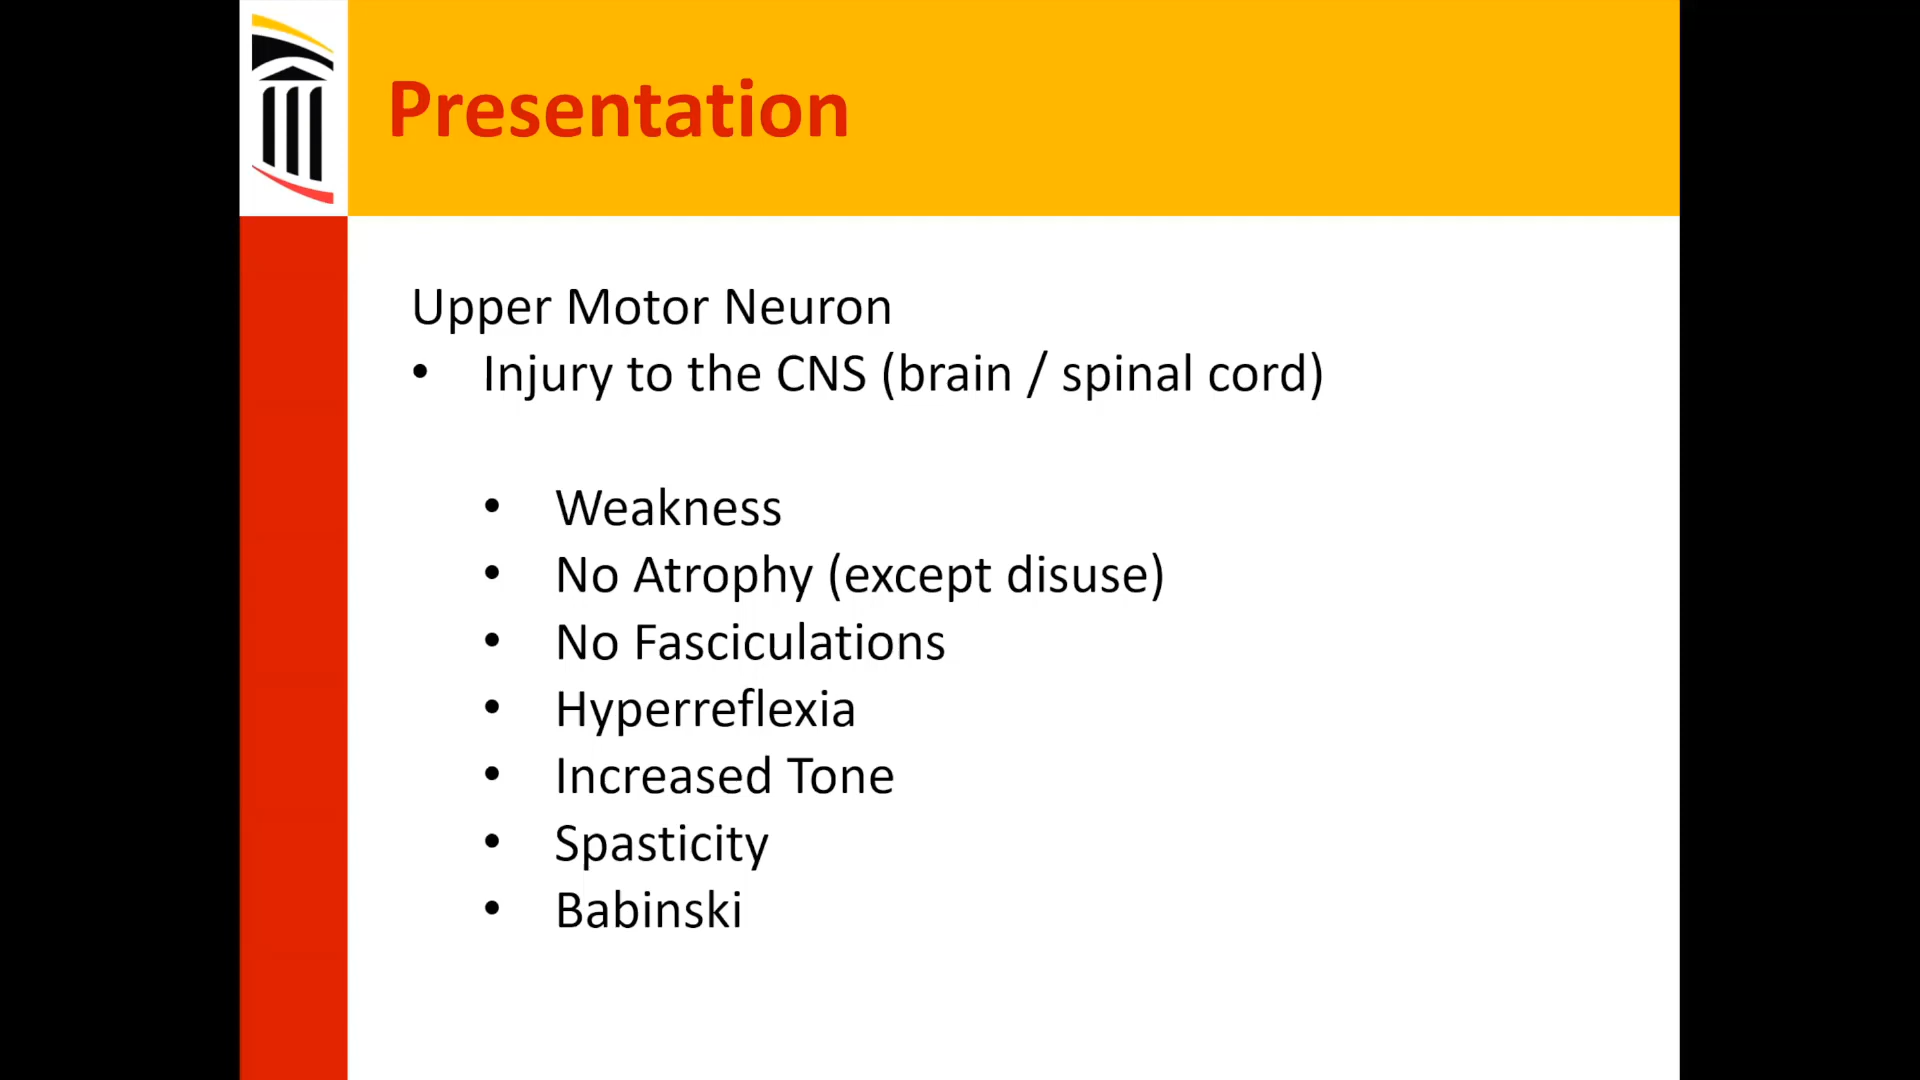 Presentation
Upper Motor Neuron
• Injury to the CNS (brain / spinal cord)
• Weakness
• No Atrophy (except disuse)
• No Fasciculations
• Hyperreflexia
• Increased Tone
• Spasticity
• Babinski